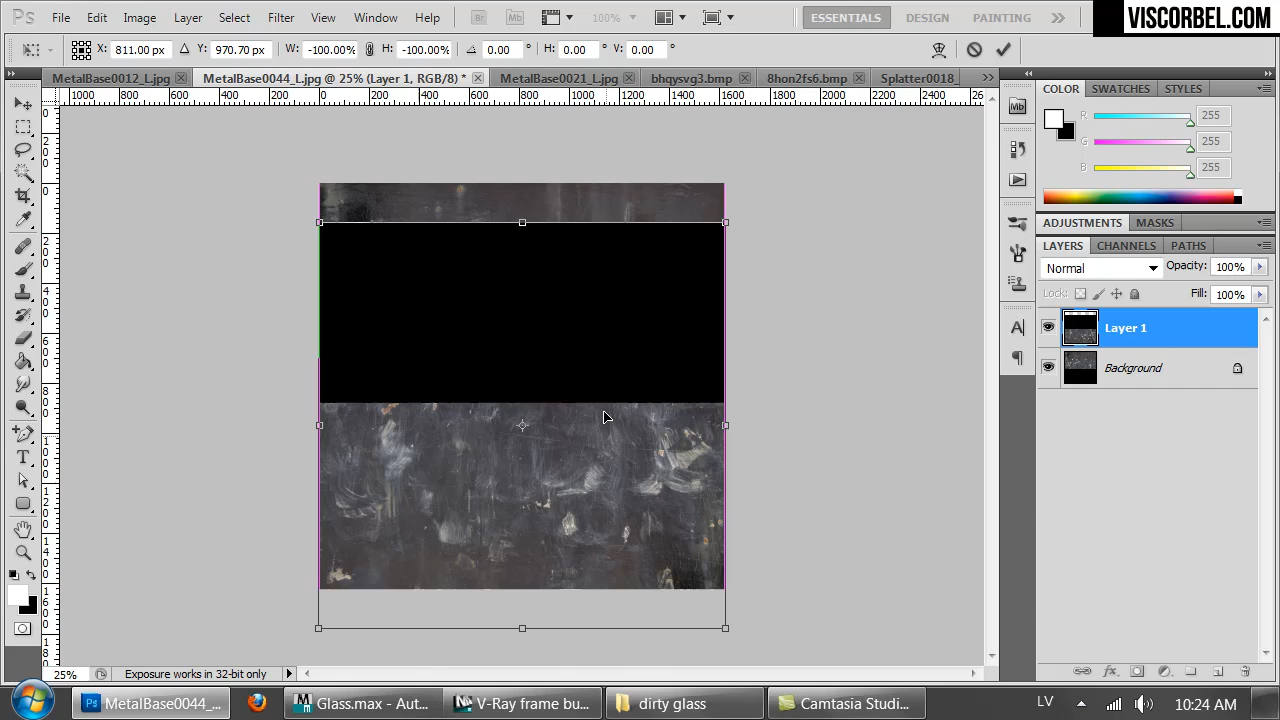 Ps File Edit Image Layer Select Filter View Window Help Br Mb 100% ESSENTIALS DESIGN PAINTING VISCORBEL.COM
X: 811.00 px Y: 970.70 px W: -100.00% H: -100.00% 0.00 ° H: 0.00 ° V: 0.00 °
MetalBase0012_L.jpg MetalBase0044_L.jpg @ 25% (Layer 1, RGB/8) * MetalBase0021_L.jpg bhqysvg3.bmp 8hon2fs6.bmp Splatter0018_
1000 800 600 400 200 0 200 400 600 800 1000 1200 1400 1600 1800 2000 2200 2400
COLOR SWATCHES STYLES
R 255
G 255
B 255
ADJUSTMENTS MASKS
LAYERS CHANNELS PATHS
Normal Opacity: 100%
Lock: Fill: 100%
Layer 1
Background
25% Exposure works in 32-bit only
MetalBase0044_... Glass.max - Aut... V-Ray frame bu... dirty glass Camtasia Studi... LV 10:24 AM